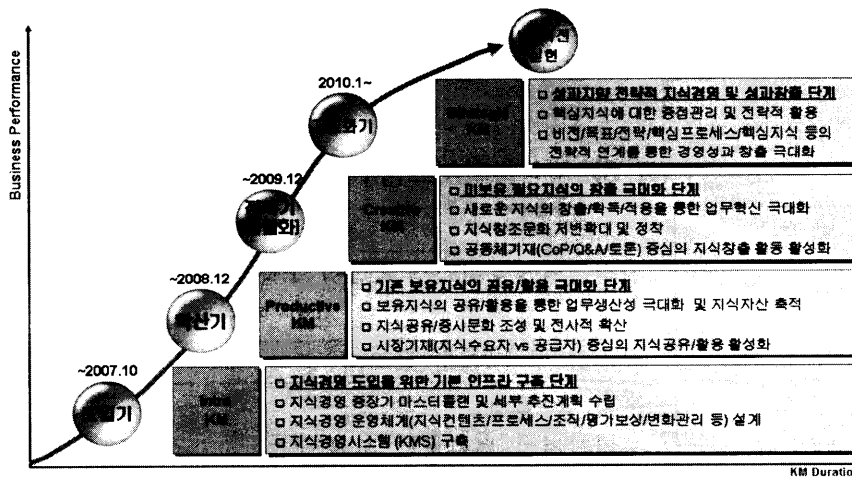 Business Performance
2010.1~
성과지향 전략적 지식경영 및 성과창출 단계
KM
□ 핵심지식에 대한 중점관리 및 전략적 활용
□ 비전/목표/전략/핵심프로세스/핵심지식 등의
전략적 연계를 통한 경영성과 창출 극대화
~2009.12
미보유 필요지식의 창출 극대화 단계
Creative
KM
□ 새로운 지식의 창출/획득/적용을 통한 업무혁신 극대화
□ 지식창조문화 저변확대 및 정착
□ 공동체기재(CoP/Q&A/토론) 중심의 지식창출 활동 활성화
~2008.12
확산기
기존 보유지식의 공유/활용 극대화 단계
Productive
KM
□ 보유지식의 공유/활용을 통한 업무생산성 극대화 및 지식자산 축적
□ 지식공유/중시문화 조성 및 전사적 확산
□ 시장기재(지식수요자 vs 공급자) 중심의 지식공유/활용 활성화
~2007.10
도입기
지식경영 도입을 위한 기본 인프라 구축 단계
KM
□ 지식경영 중장기 마스터플랜 및 세부 추진계획 수립
□ 지식경영 운영체계(지식컨텐츠/프로세스/조직/평가보상/변화관리 등) 설계
□ 지식경영시스템 (KMS) 구축
KM Duration